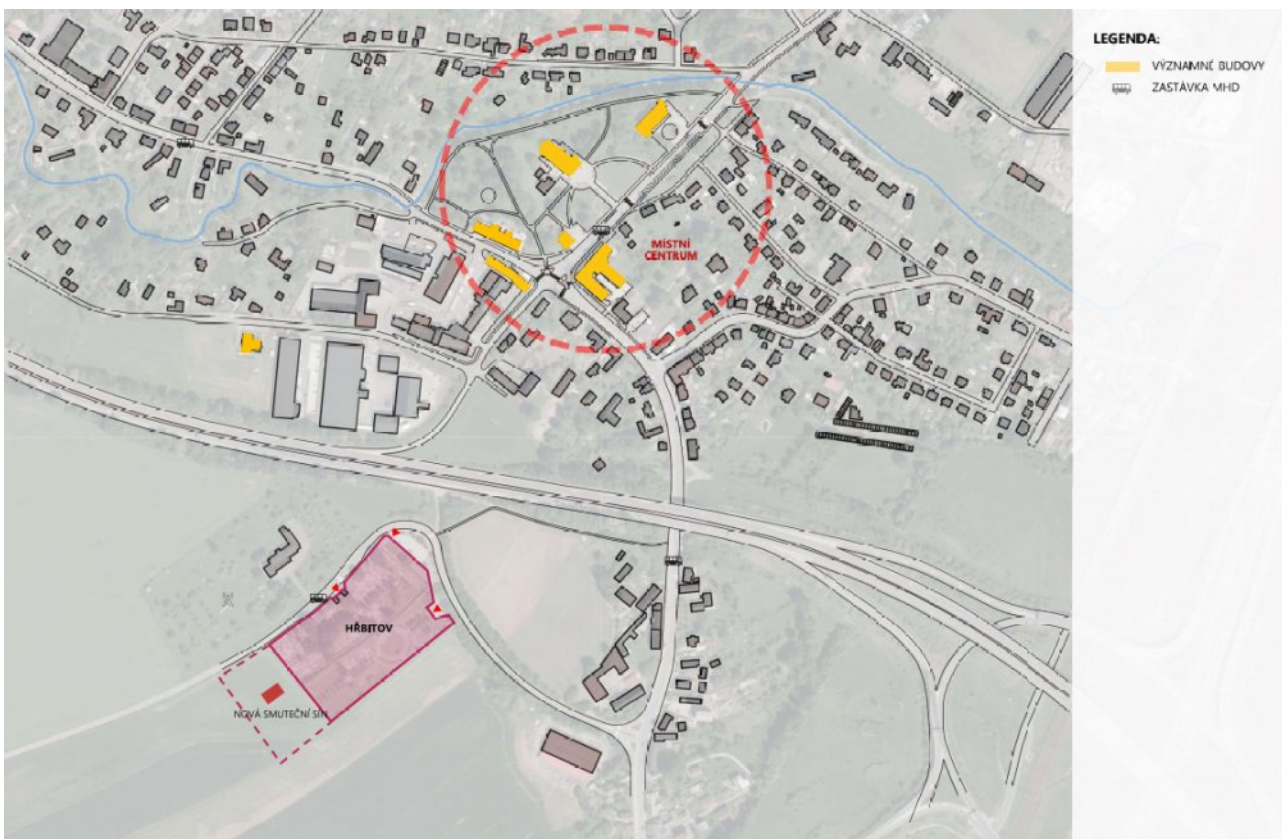 LEGENDA:
VÝZNAMNÉ BUDOVY
ZASTÁVKA MHD
MÍSTNÍ
CENTRUM
HŘBITOV
NOVÁ SMUTEČNÍ SÍŇ